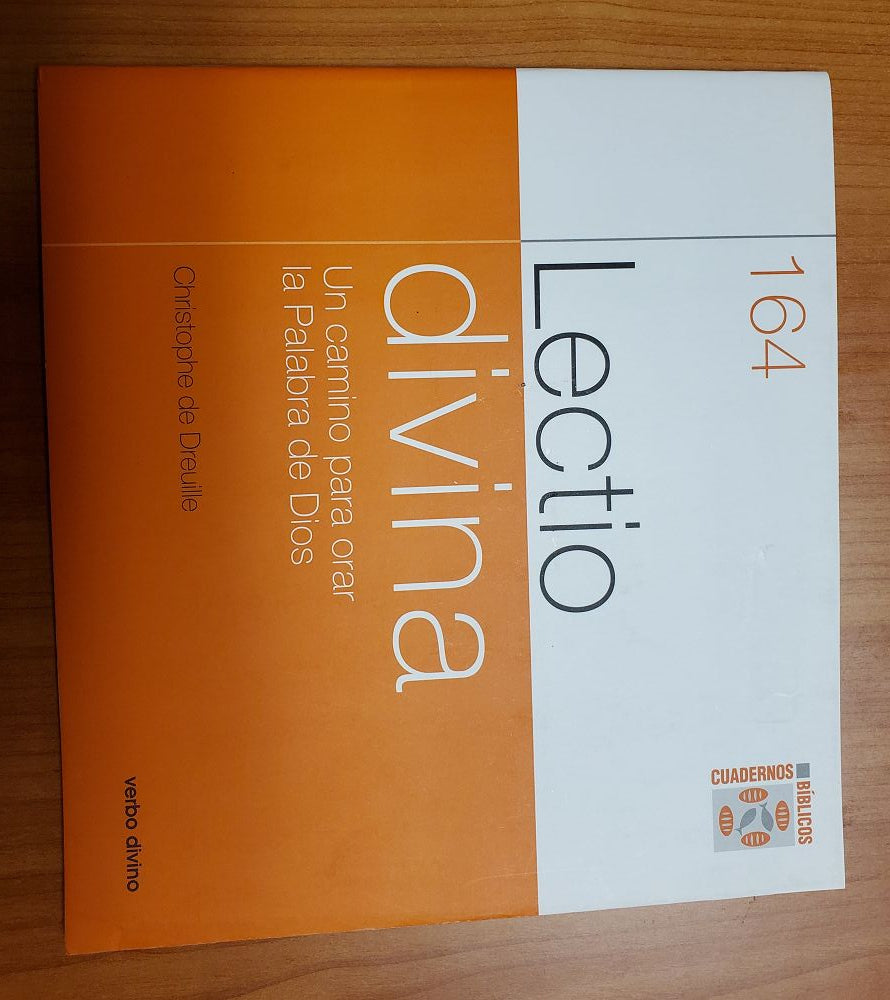 164
CUADERNOS
BÍBLICOS
Lectio
divina
Un camino para orar
la Palabra de Dios
Christophe de Dreuille
verbo divino